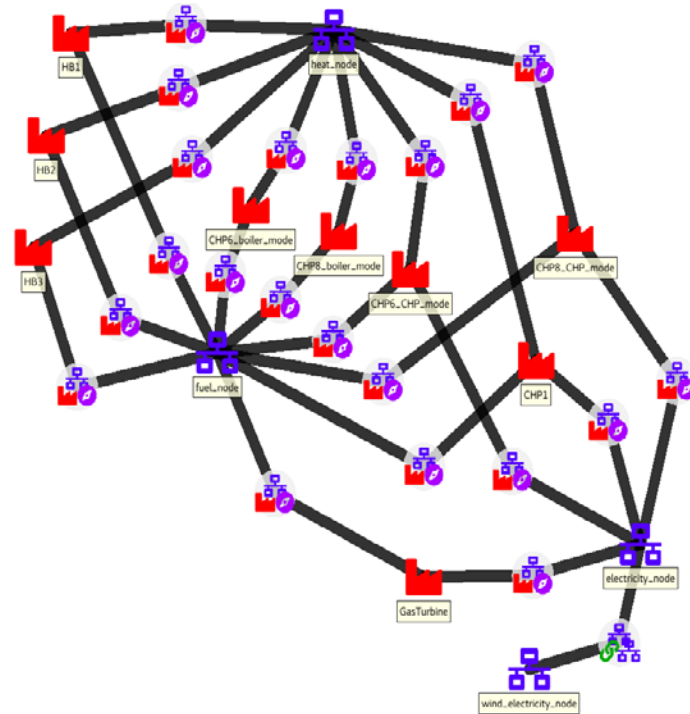 heat_node
HB1
HB2
CHP6_boiler_mode
HB3
CHP8_boiler_mode
CHP8_CHP_mode
CHP6_CHP_mode
fuel_node
CHP1
electricity_node
GasTurbine
wind_electricity_node